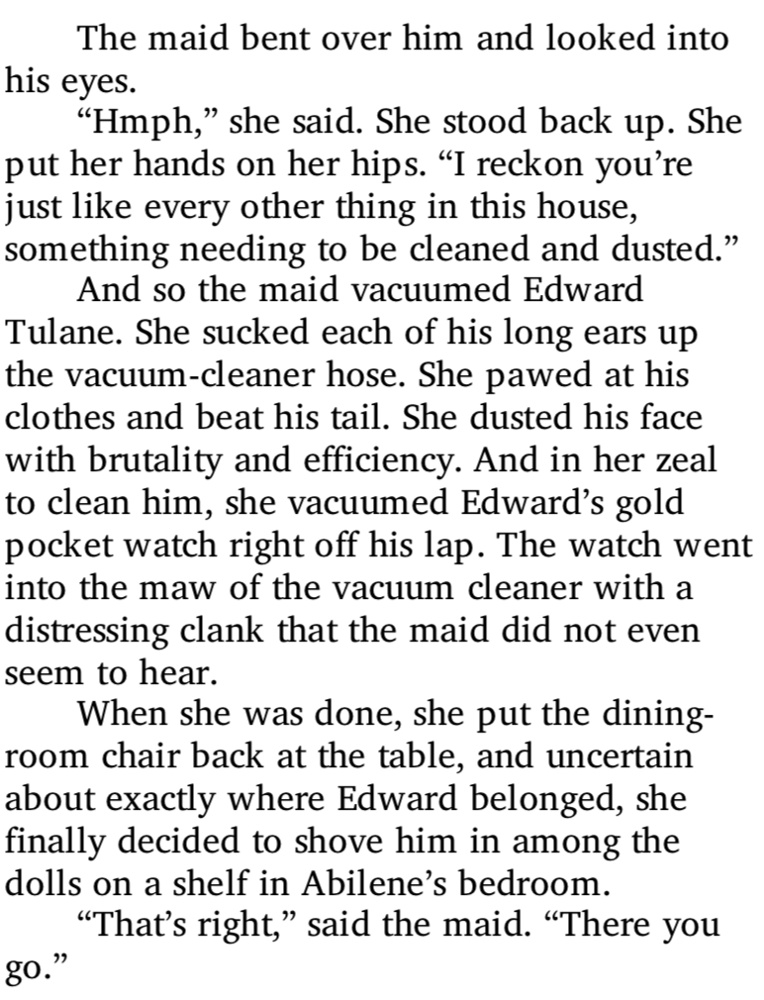 The maid bent over him and looked into
his eyes.
“Hmph,” she said. She stood back up. She
put her hands on her hips. “I reckon you’re
just like every other thing in this house,
something needing to be cleaned and dusted.”
And so the maid vacuumed Edward
Tulane. She sucked each of his long ears up
the vacuum-cleaner hose. She pawed at his
clothes and beat his tail. She dusted his face
with brutality and efficiency. And in her zeal
to clean him, she vacuumed Edward’s gold
pocket watch right off his lap. The watch went
into the maw of the vacuum cleaner with a
distressing clank that the maid did not even
seem to hear.
When she was done, she put the dining-
room chair back at the table, and uncertain
about exactly where Edward belonged, she
finally decided to shove him in among the
dolls on a shelf in Abilene’s bedroom.
“That’s right,” said the maid. “There you
go.”